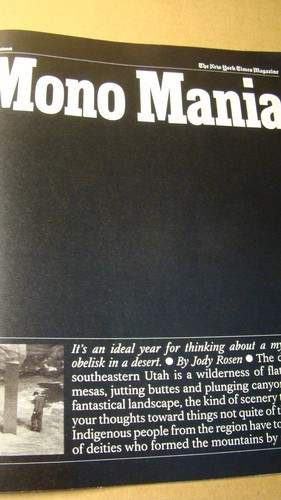 The New York Times Magazine
Mono Mania
It's an ideal year for thinking about a my
obelisk in a desert. ● By Jody Rosen ● The
southeastern Utah is a wilderness of flat
mesas, jutting buttes and plunging canyo
fantastical landscape, the kind of scenery t
your thoughts toward things not quite of t
Indigenous people from the region have to
of deities who formed the mountains by